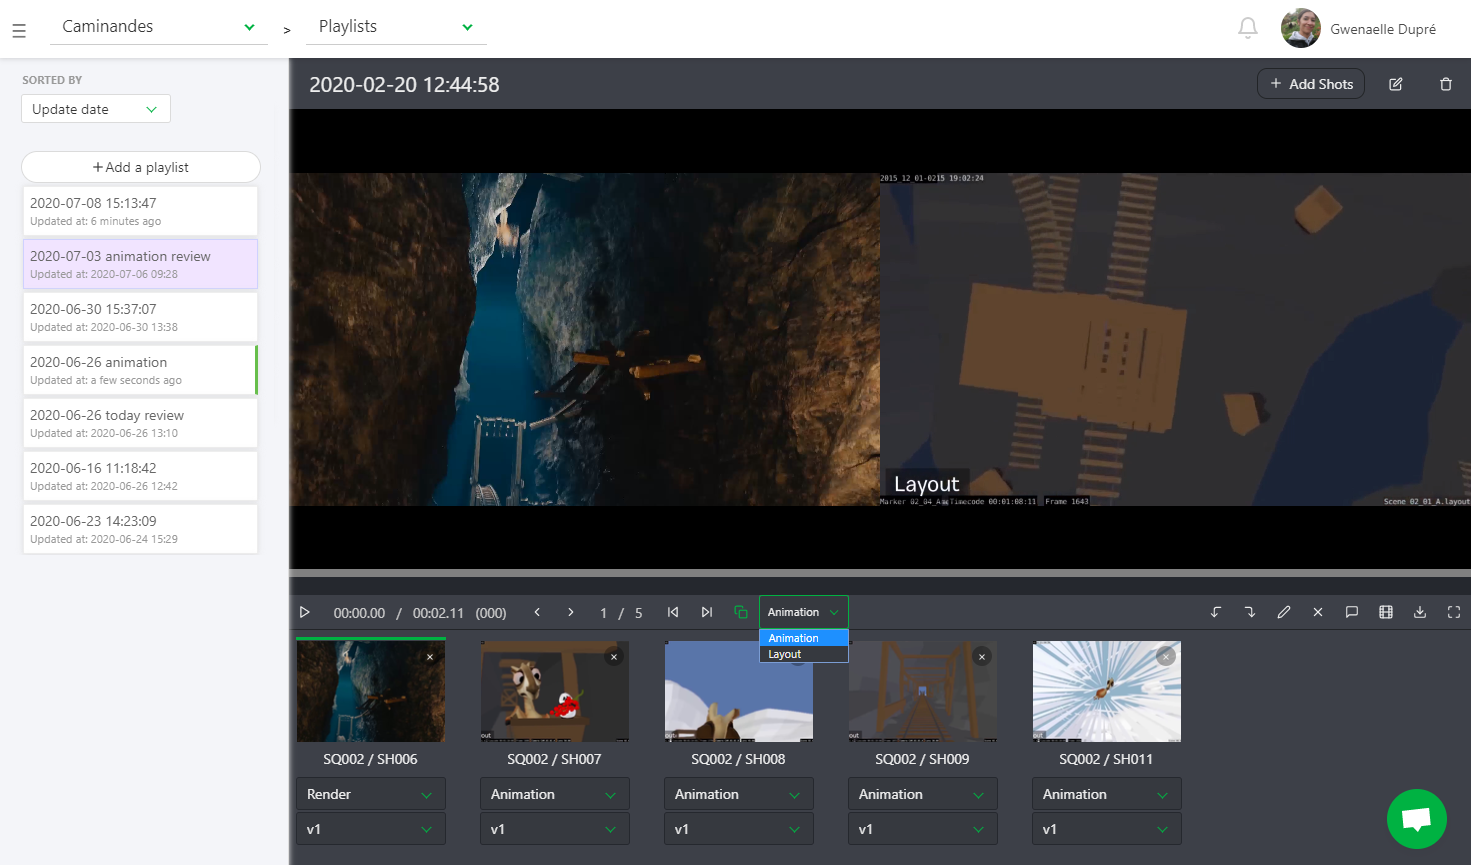 Caminandes > Playlists Gwenaelle Dupré
SORTED BY
Update date
+ Add a playlist
2020-07-08 15:13:47
Updated at: 6 minutes ago
2020-07-03 animation review
Updated at: 2020-07-06 09:28
2020-06-30 15:37:07
Updated at: 2020-06-30 13:38
2020-06-26 animation
Updated at: a few seconds ago
2020-06-26 today review
Updated at: 2020-06-26 13:10
2020-06-16 11:18:42
Updated at: 2020-06-26 12:42
2020-06-23 14:23:09
Updated at: 2020-06-24 15:29
2020-02-20 12:44:58
+ Add Shots
2015_12_01-0215 19:02:24
Layout
Timecode 00:01:08:11 Frame 1643
Scene 02_01_A.layout
00:00.00 / 00:02.11 (000) < > 1 / 5 Animation
Animation
Layout
SQ002 / SH006 SQ002 / SH007 SQ002 / SH008 SQ002 / SH009 SQ002 / SH011
Render Animation Animation Animation Animation
v1 v1 v1 v1 v1